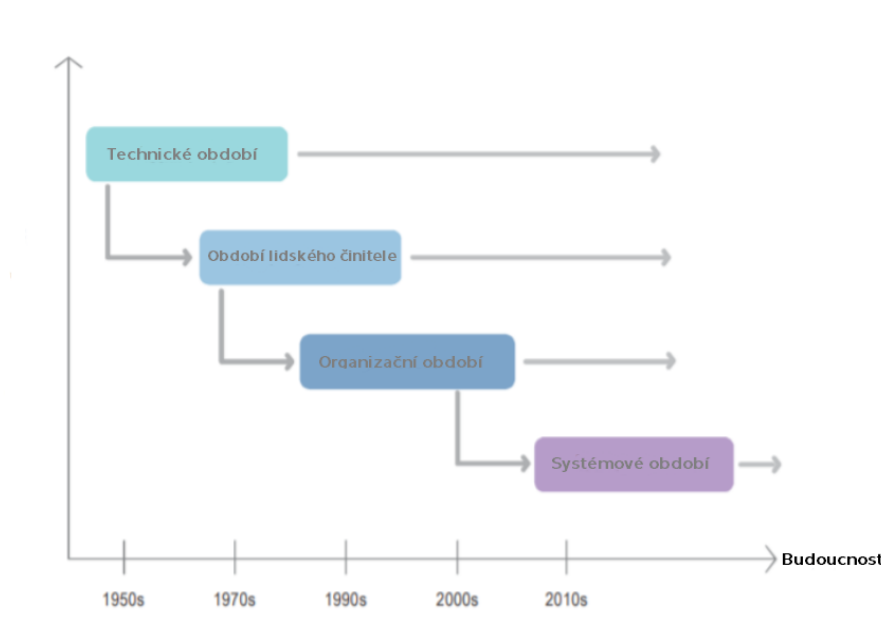 Technické období
Období lidského činitele
Organizační období
Systémové období
Budoucnost
1950s 1970s 1990s 2000s 2010s